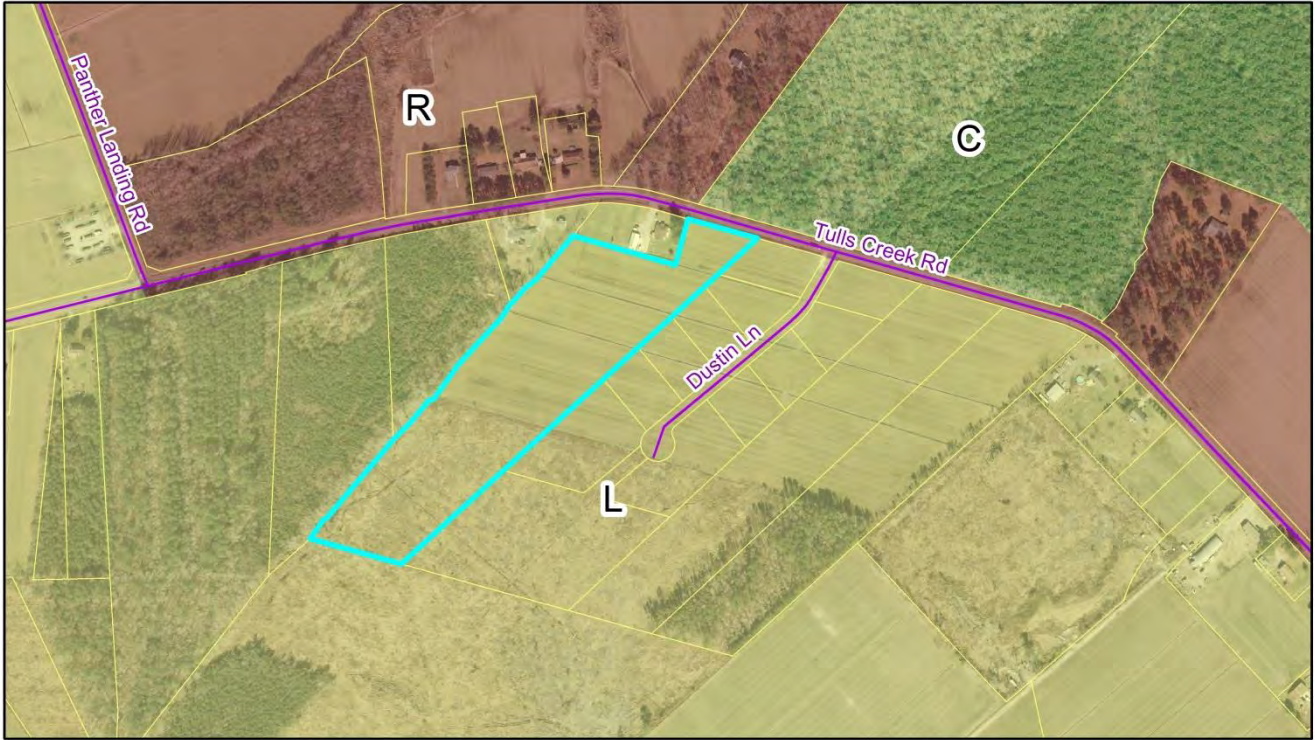 Panther Landing Rd
R
C
Tulls Creek Rd
Dustin Ln
L